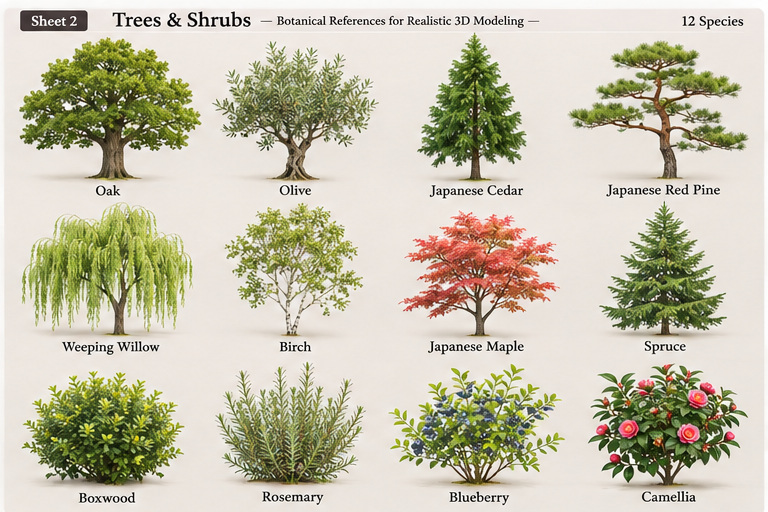 Sheet 2 Trees & Shrubs — Botanical References for Realistic 3D Modeling — 12 Species
Oak Olive Japanese Cedar Japanese Red Pine
Weeping Willow Birch Japanese Maple Spruce
Boxwood Rosemary Blueberry Camellia